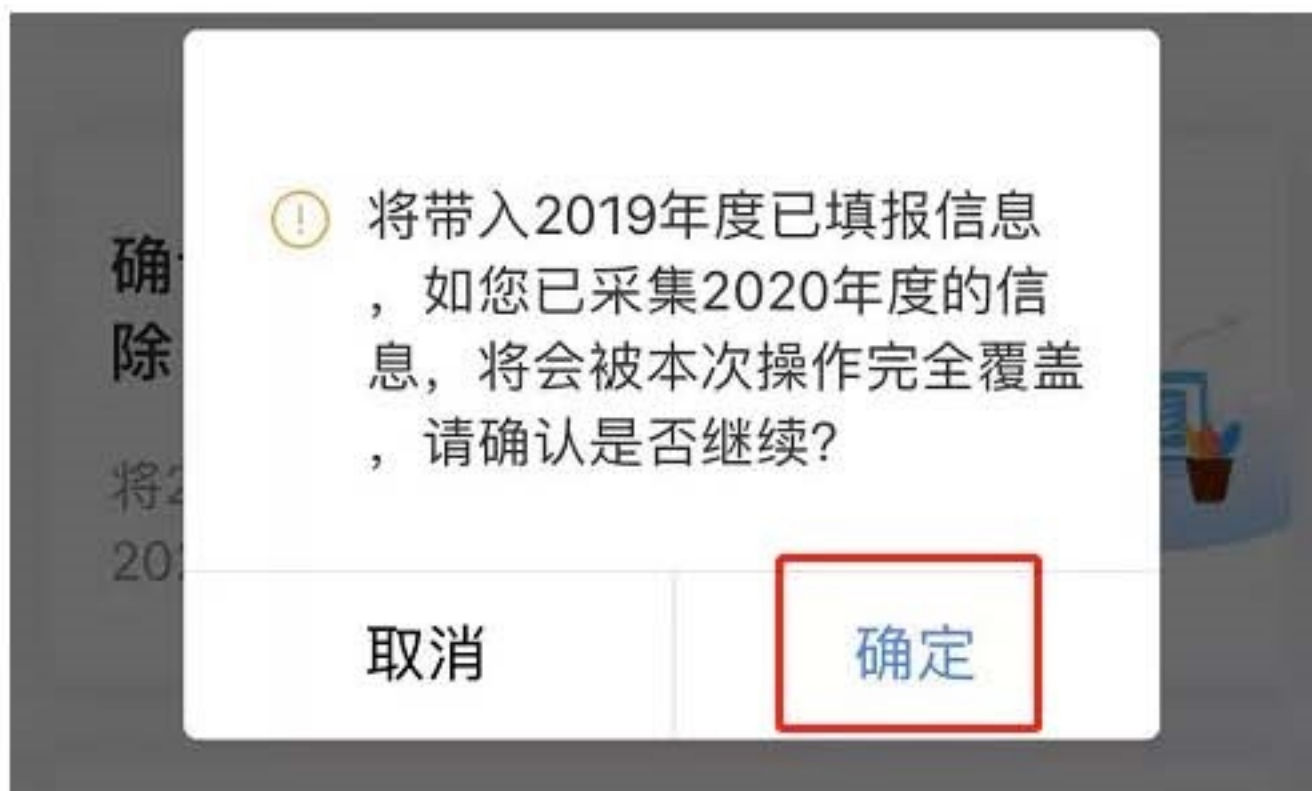 将带入2019年度已填报信息
，如您已采集2020年度的信
息，将会被本次操作完全覆盖
，请确认是否继续?
取消
确定
确
除
将2
202